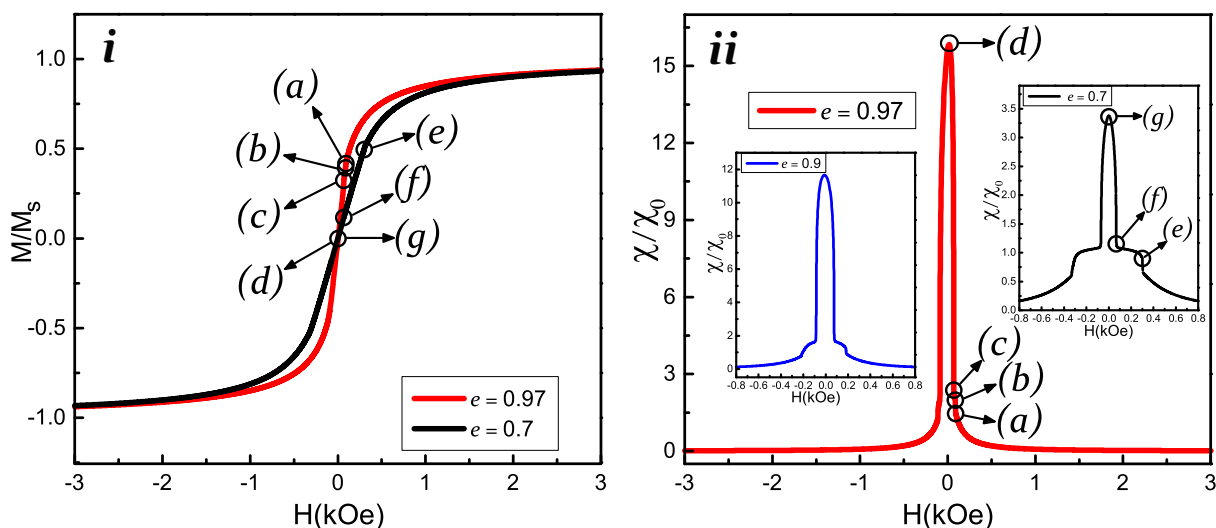 i
1.0
0.5
0.0
-0.5
-1.0
M/Ms
(a)
(b)
(c)
(d)
(e)
(f)
(g)
e = 0.97
e = 0.7
-3
-2
-1
0
1
2
3
H(kOe)
ii
15
12
9
6
3
0
χ/χ0
(d)
e = 0.97
(c)
(b)
(a)
-3
-2
-1
0
1
2
3
H(kOe)
e = 0.9
12
10
8
6
4
2
0
χ/χ0
-0.8
-0.6
-0.4
-0.2
0.0
0.2
0.4
0.6
0.8
H(kOe)
e = 0.7
3.5
3.0
2.5
2.0
1.5
1.0
0.5
0.0
χ/χ0
(g)
(f)
(e)
-0.8
-0.6
-0.4
-0.2
0.0
0.2
0.4
0.6
0.8
H(kOe)